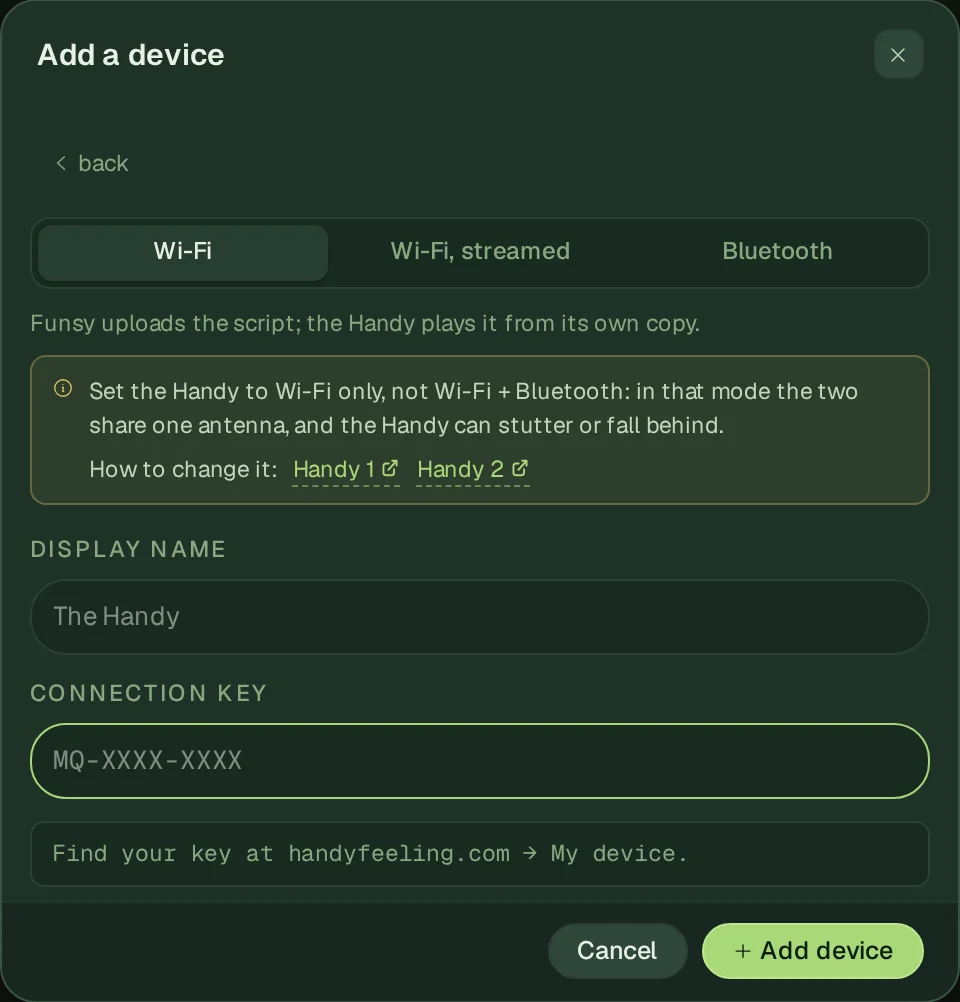 Add a device
back
Wi-Fi
Wi-Fi, streamed
Bluetooth
Funsy uploads the script; the Handy plays it from its own copy.
Set the Handy to Wi-Fi only, not Wi-Fi + Bluetooth: in that mode the two
share one antenna, and the Handy can stutter or fall behind.
How to change it: Handy 1 Handy 2
DISPLAY NAME
The Handy
CONNECTION KEY
MQ-XXXX-XXXX
Find your key at handyfeeling.com → My device.
Cancel
+ Add device